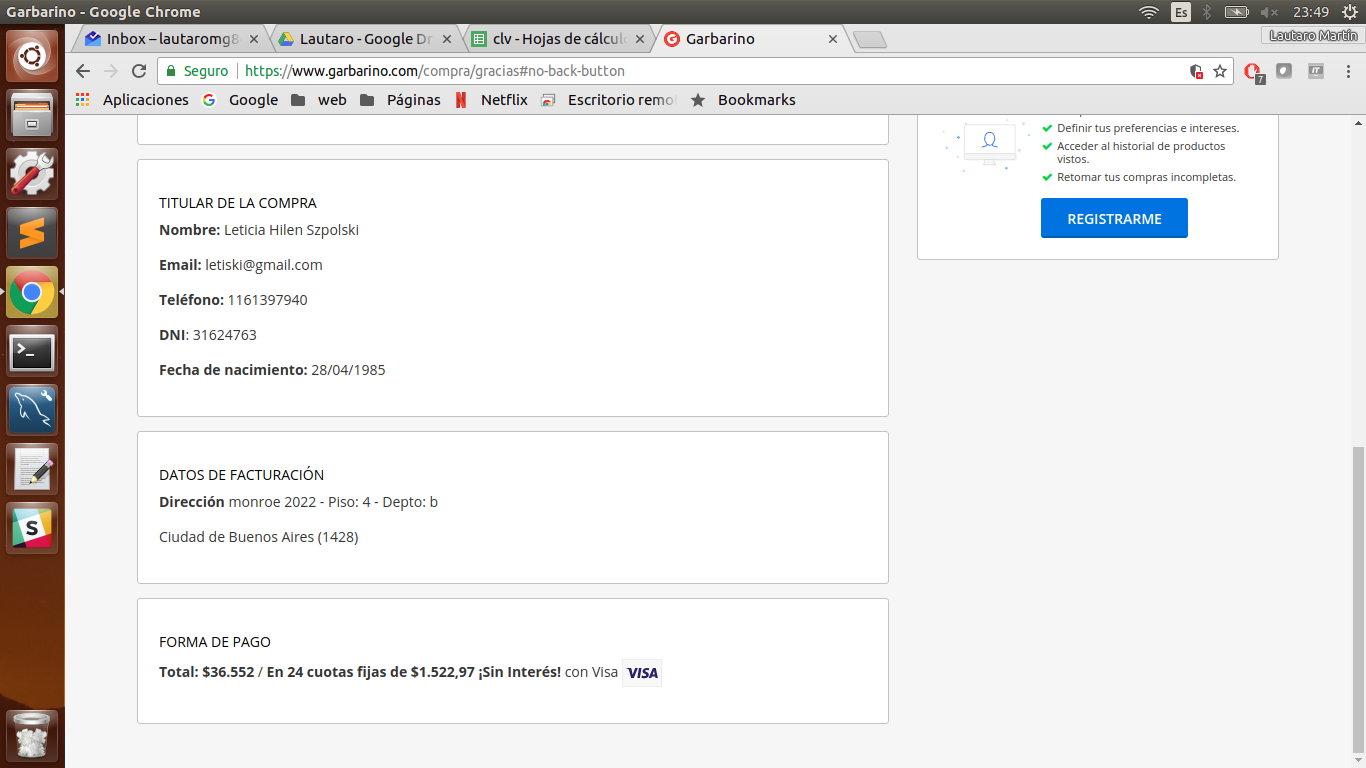 Garbarino - Google Chrome
Es
23:49
Inbox – lautaromg8
Lautaro - Google Dr
clv - Hojas de cálcul
Garbarino
Lautaro Martín
Seguro
https://www.garbarino.com/compra/gracias#no-back-button
7
Aplicaciones
Google
web
Páginas
Netflix
Escritorio remo
Bookmarks
Definir tus preferencias e intereses.
Acceder al historial de productos
vistos.
Retomar tus compras incompletas.
REGISTRARME
TITULAR DE LA COMPRA
Nombre: Leticia Hilen Szpolski
Email: letiski@gmail.com
Teléfono: 1161397940
DNI: 31624763
Fecha de nacimiento: 28/04/1985
DATOS DE FACTURACIÓN
Dirección monroe 2022 - Piso: 4 - Depto: b
Ciudad de Buenos Aires (1428)
FORMA DE PAGO
Total: $36.552 / En 24 cuotas fijas de $1.522,97 ¡Sin Interés! con Visa VISA